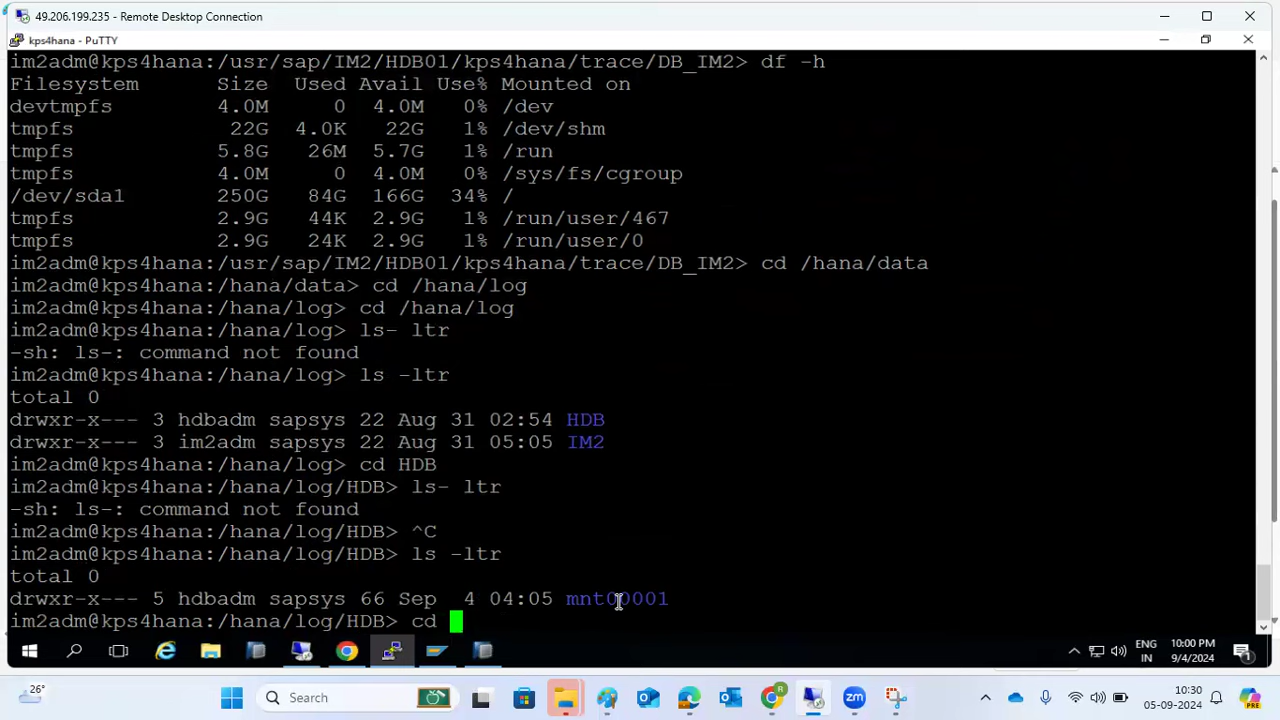 49.206.199.235 - Remote Desktop Connection
kps4hana - PuTTY
im2adm@kps4hana:/usr/sap/IM2/HDB01/kps4hana/trace/DB_IM2> df -h
Filesystem Size Used Avail Use% Mounted on
devtmpfs 4.0M 0 4.0M 0% /dev
tmpfs 22G 4.0K 22G 1% /dev/shm
tmpfs 5.8G 26M 5.7G 1% /run
tmpfs 4.0M 0 4.0M 0% /sys/fs/cgroup
/dev/sda1 250G 84G 166G 34% /
tmpfs 2.9G 44K 2.9G 1% /run/user/467
tmpfs 2.9G 24K 2.9G 1% /run/user/0
im2adm@kps4hana:/usr/sap/IM2/HDB01/kps4hana/trace/DB_IM2> cd /hana/data
im2adm@kps4hana:/hana/data> cd /hana/log
im2adm@kps4hana:/hana/log> cd /hana/log
im2adm@kps4hana:/hana/log> ls- ltr
-sh: ls-: command not found
im2adm@kps4hana:/hana/log> ls -ltr
total 0
drwxr-x--- 3 hdbadm sapsys 22 Aug 31 02:54 HDB
drwxr-x--- 3 im2adm sapsys 22 Aug 31 05:05 IM2
im2adm@kps4hana:/hana/log> cd HDB
im2adm@kps4hana:/hana/log/HDB> ls- ltr
-sh: ls-: command not found
im2adm@kps4hana:/hana/log/HDB> ^C
im2adm@kps4hana:/hana/log/HDB> ls -ltr
total 0
drwxr-x--- 5 hdbadm sapsys 66 Sep 4 04:05 mnt00001
im2adm@kps4hana:/hana/log/HDB> cd
ENG 10:00 PM
IN 9/4/2024
26°
Search
10:30
05-09-2024